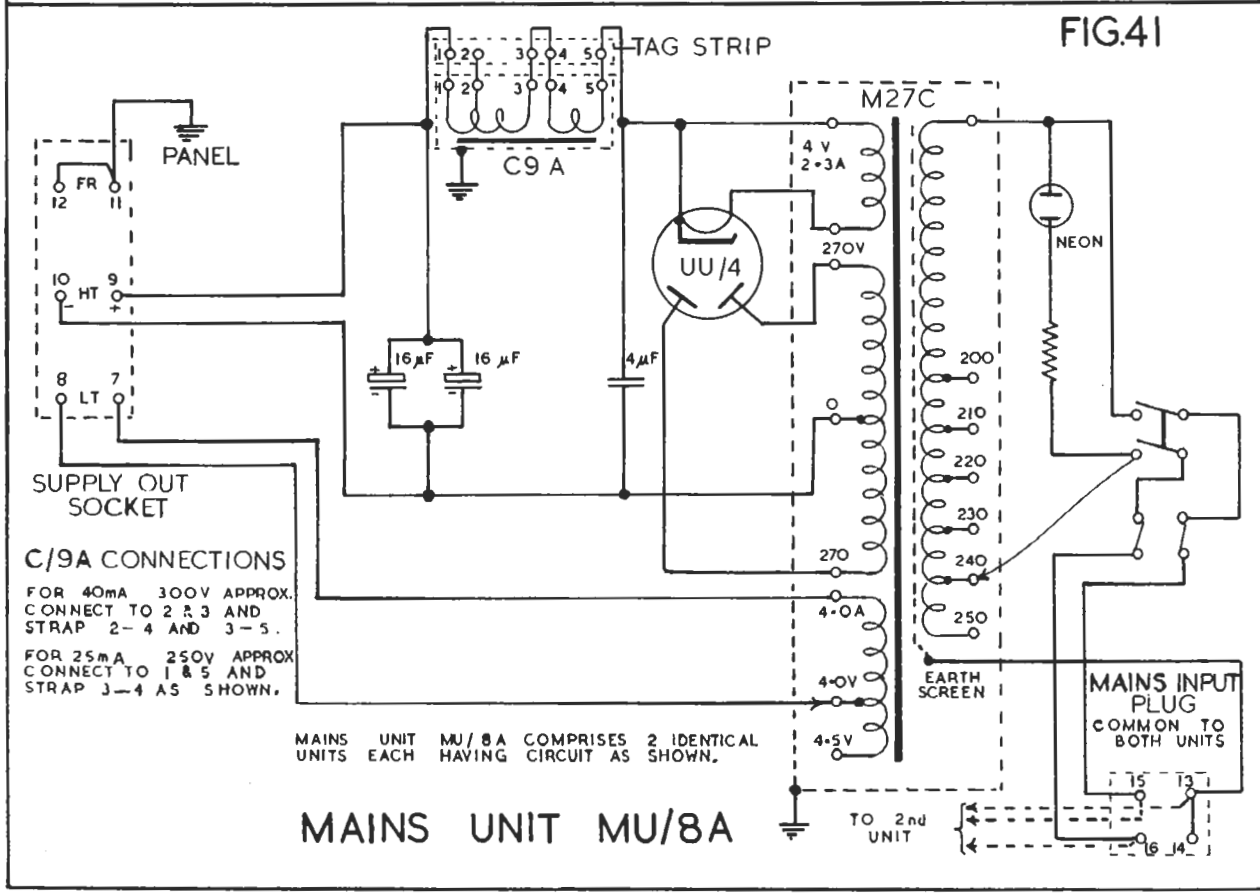 FIG.41
TAG STRIP
1 2 3 4 5
1 2 3 4 5
C9A
M27C
PANEL
FR
12 11
10 HT 9
- +
8 LT 7
SUPPLY OUT
SOCKET
4 V
2·3A
270V
UU/4
NEON
+ 16 µF
-
+ 16 µF
-
4µF
O
270
4·0A
4·0V
4·5V
200
210
220
230
240
250
EARTH
SCREEN
C/9A CONNECTIONS
FOR 40mA 300V APPROX.
CONNECT TO 2 & 3 AND
STRAP 2-4 AND 3-5.
FOR 25mA 250V APPROX
CONNECT TO 1 & 5 AND
STRAP 3-4 AS SHOWN.
MAINS UNIT MU/8A COMPRISES 2 IDENTICAL
UNITS EACH HAVING CIRCUIT AS SHOWN.
MAINS UNIT MU/8A
MAINS INPUT
PLUG
COMMON TO
BOTH UNITS
15 13
16 14
TO 2nd
UNIT